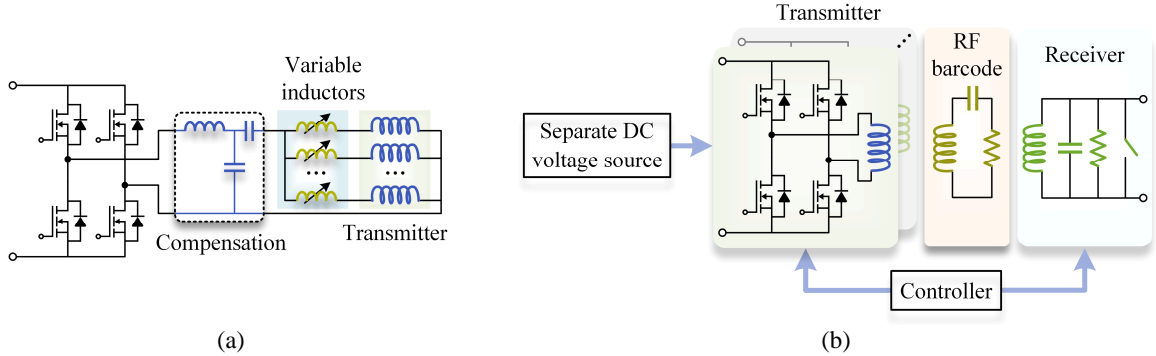 Variable
inductors
...
...
Compensation
Transmitter
(a)
Transmitter
RF
barcode
Receiver
Separate DC
voltage source
Controller
(b)